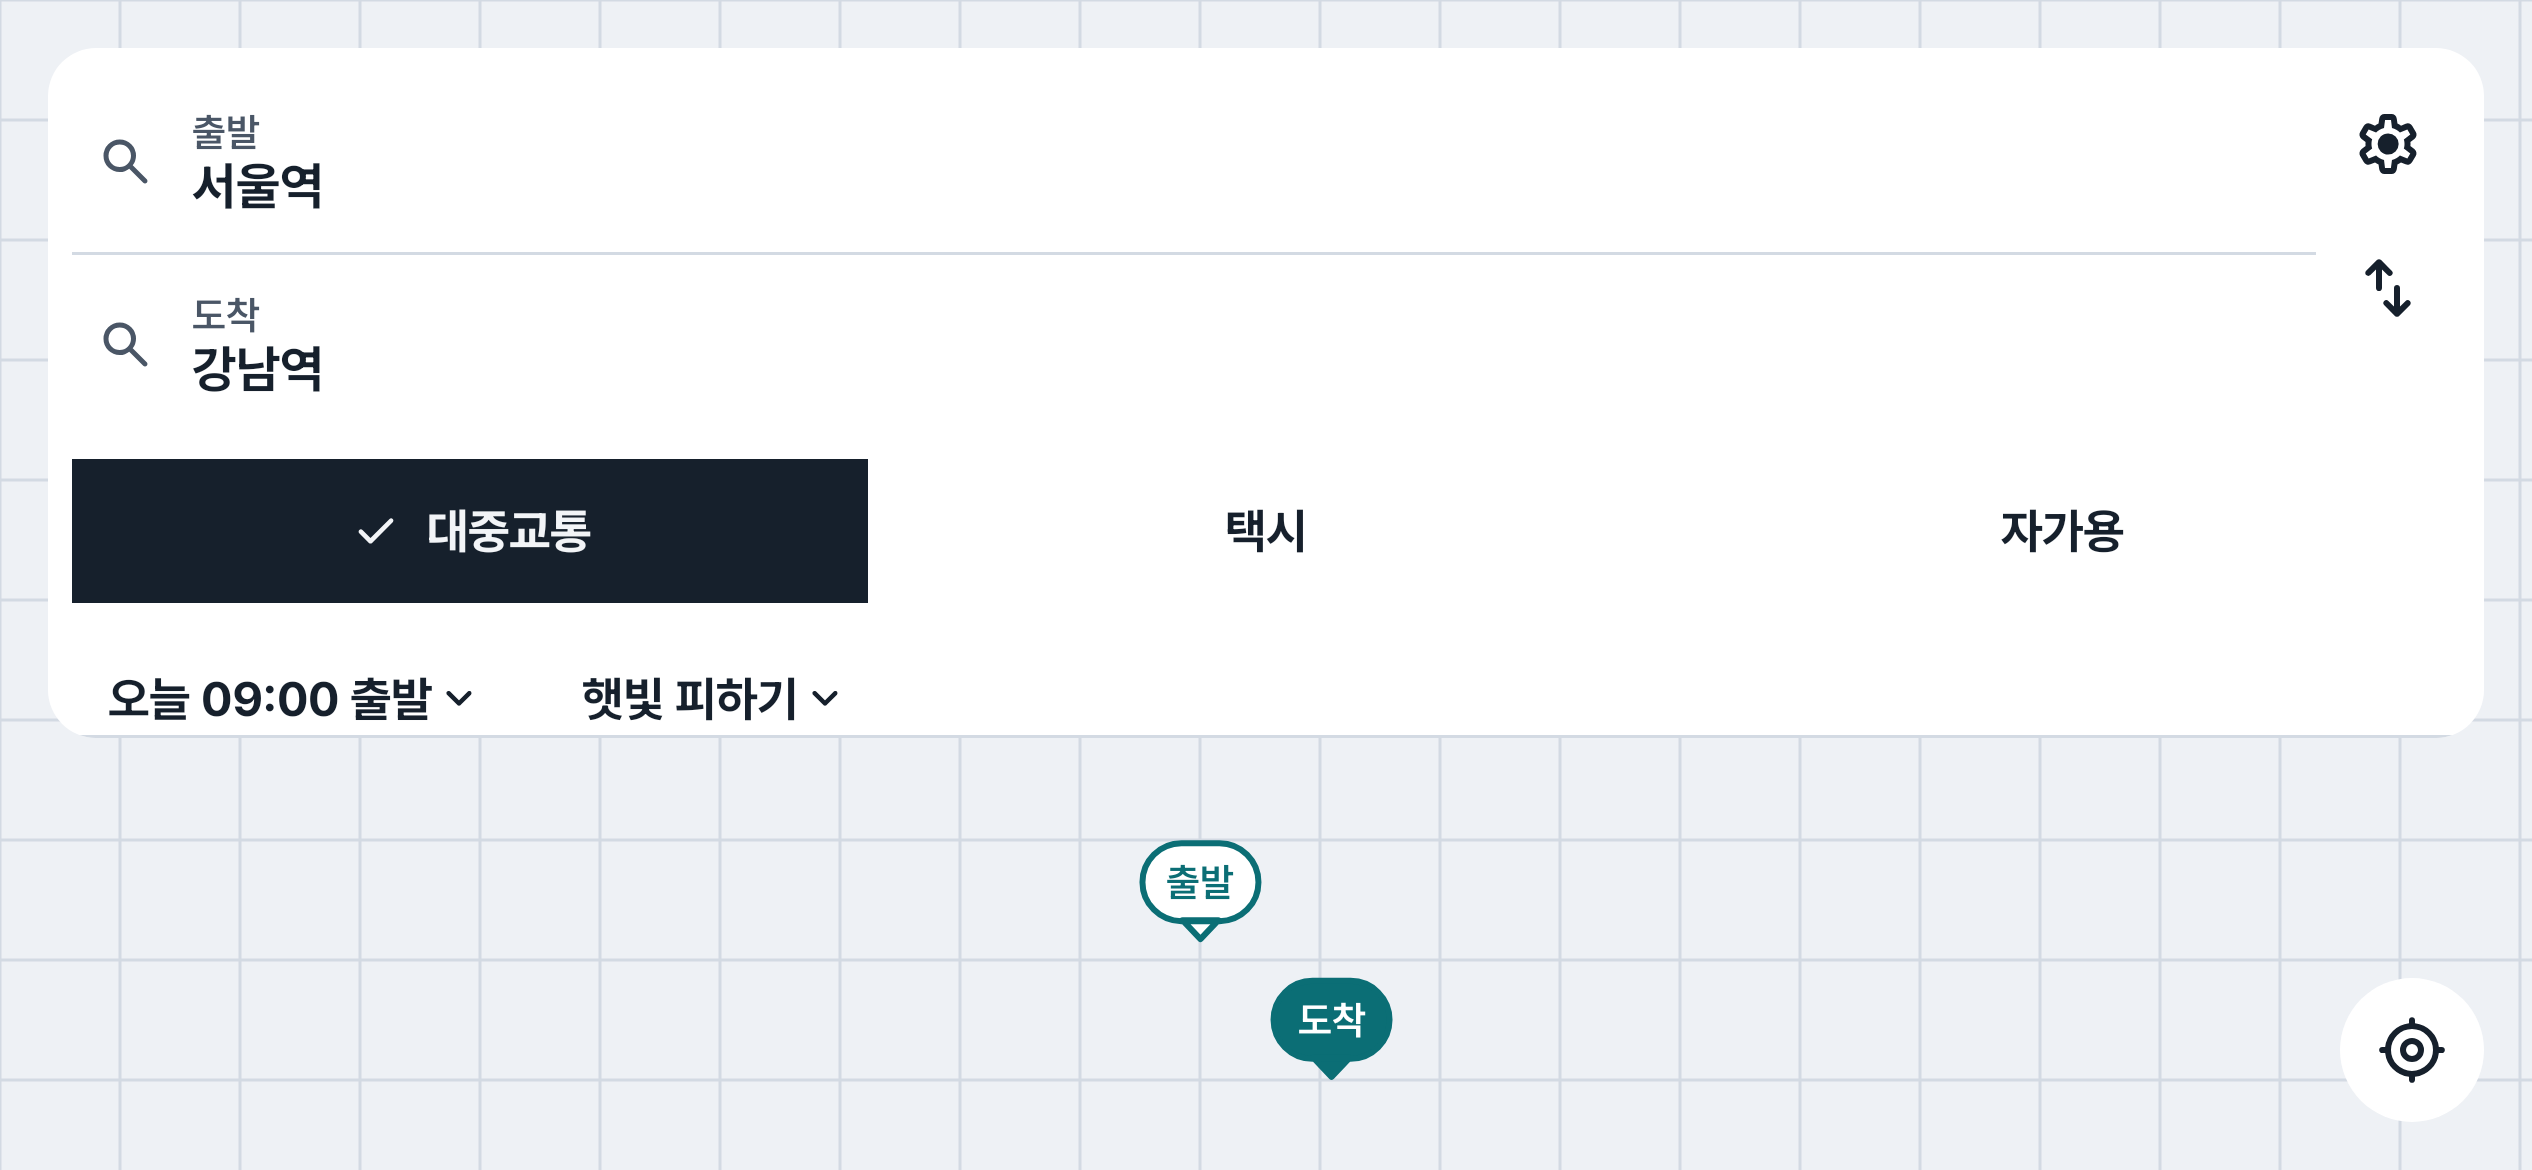 출발
서울역
도착
강남역
대중교통
택시
자가용
오늘 09:00 출발
햇빛 피하기
출발
도착